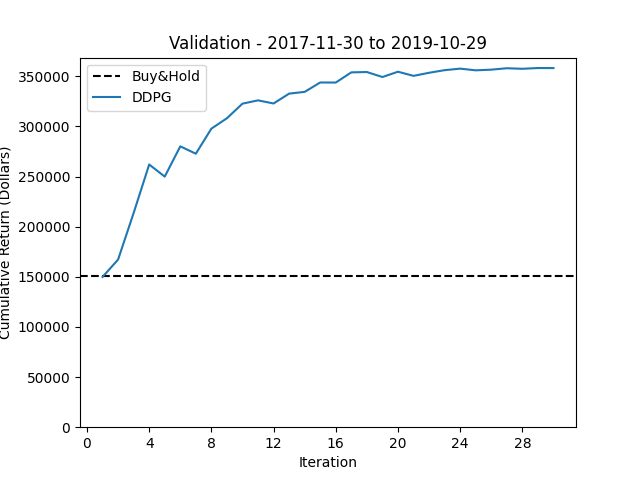 Validation - 2017-11-30 to 2019-10-29
Buy&Hold
DDPG
Cumulative Return (Dollars)
350000
300000
250000
200000
150000
100000
50000
0
0 4 8 12 16 20 24 28
Iteration